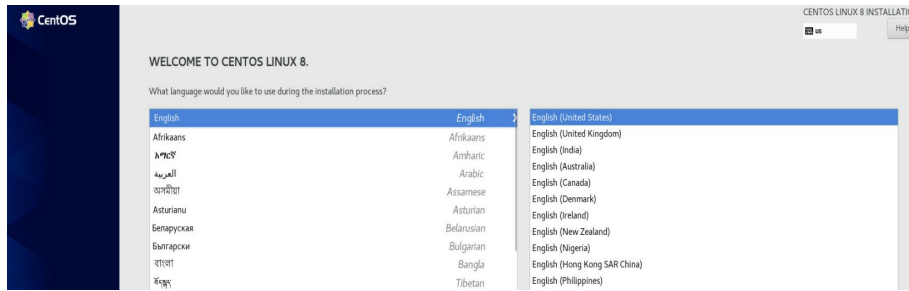 CentOS
CENTOS LINUX 8 INSTALLATIO
us
Help
WELCOME TO CENTOS LINUX 8.
What language would you like to use during the installation process?
English English
Afrikaans Afrikaans
አማርኛ Amharic
العربية Arabic
অসমীয়া Assamese
Asturianu Asturian
Беларуская Belarusian
Български Bulgarian
বাংলা Bangla
བོད་སྐད་ Tibetan
English (United States)
English (United Kingdom)
English (India)
English (Australia)
English (Canada)
English (Denmark)
English (Ireland)
English (New Zealand)
English (Nigeria)
English (Hong Kong SAR China)
English (Philippines)